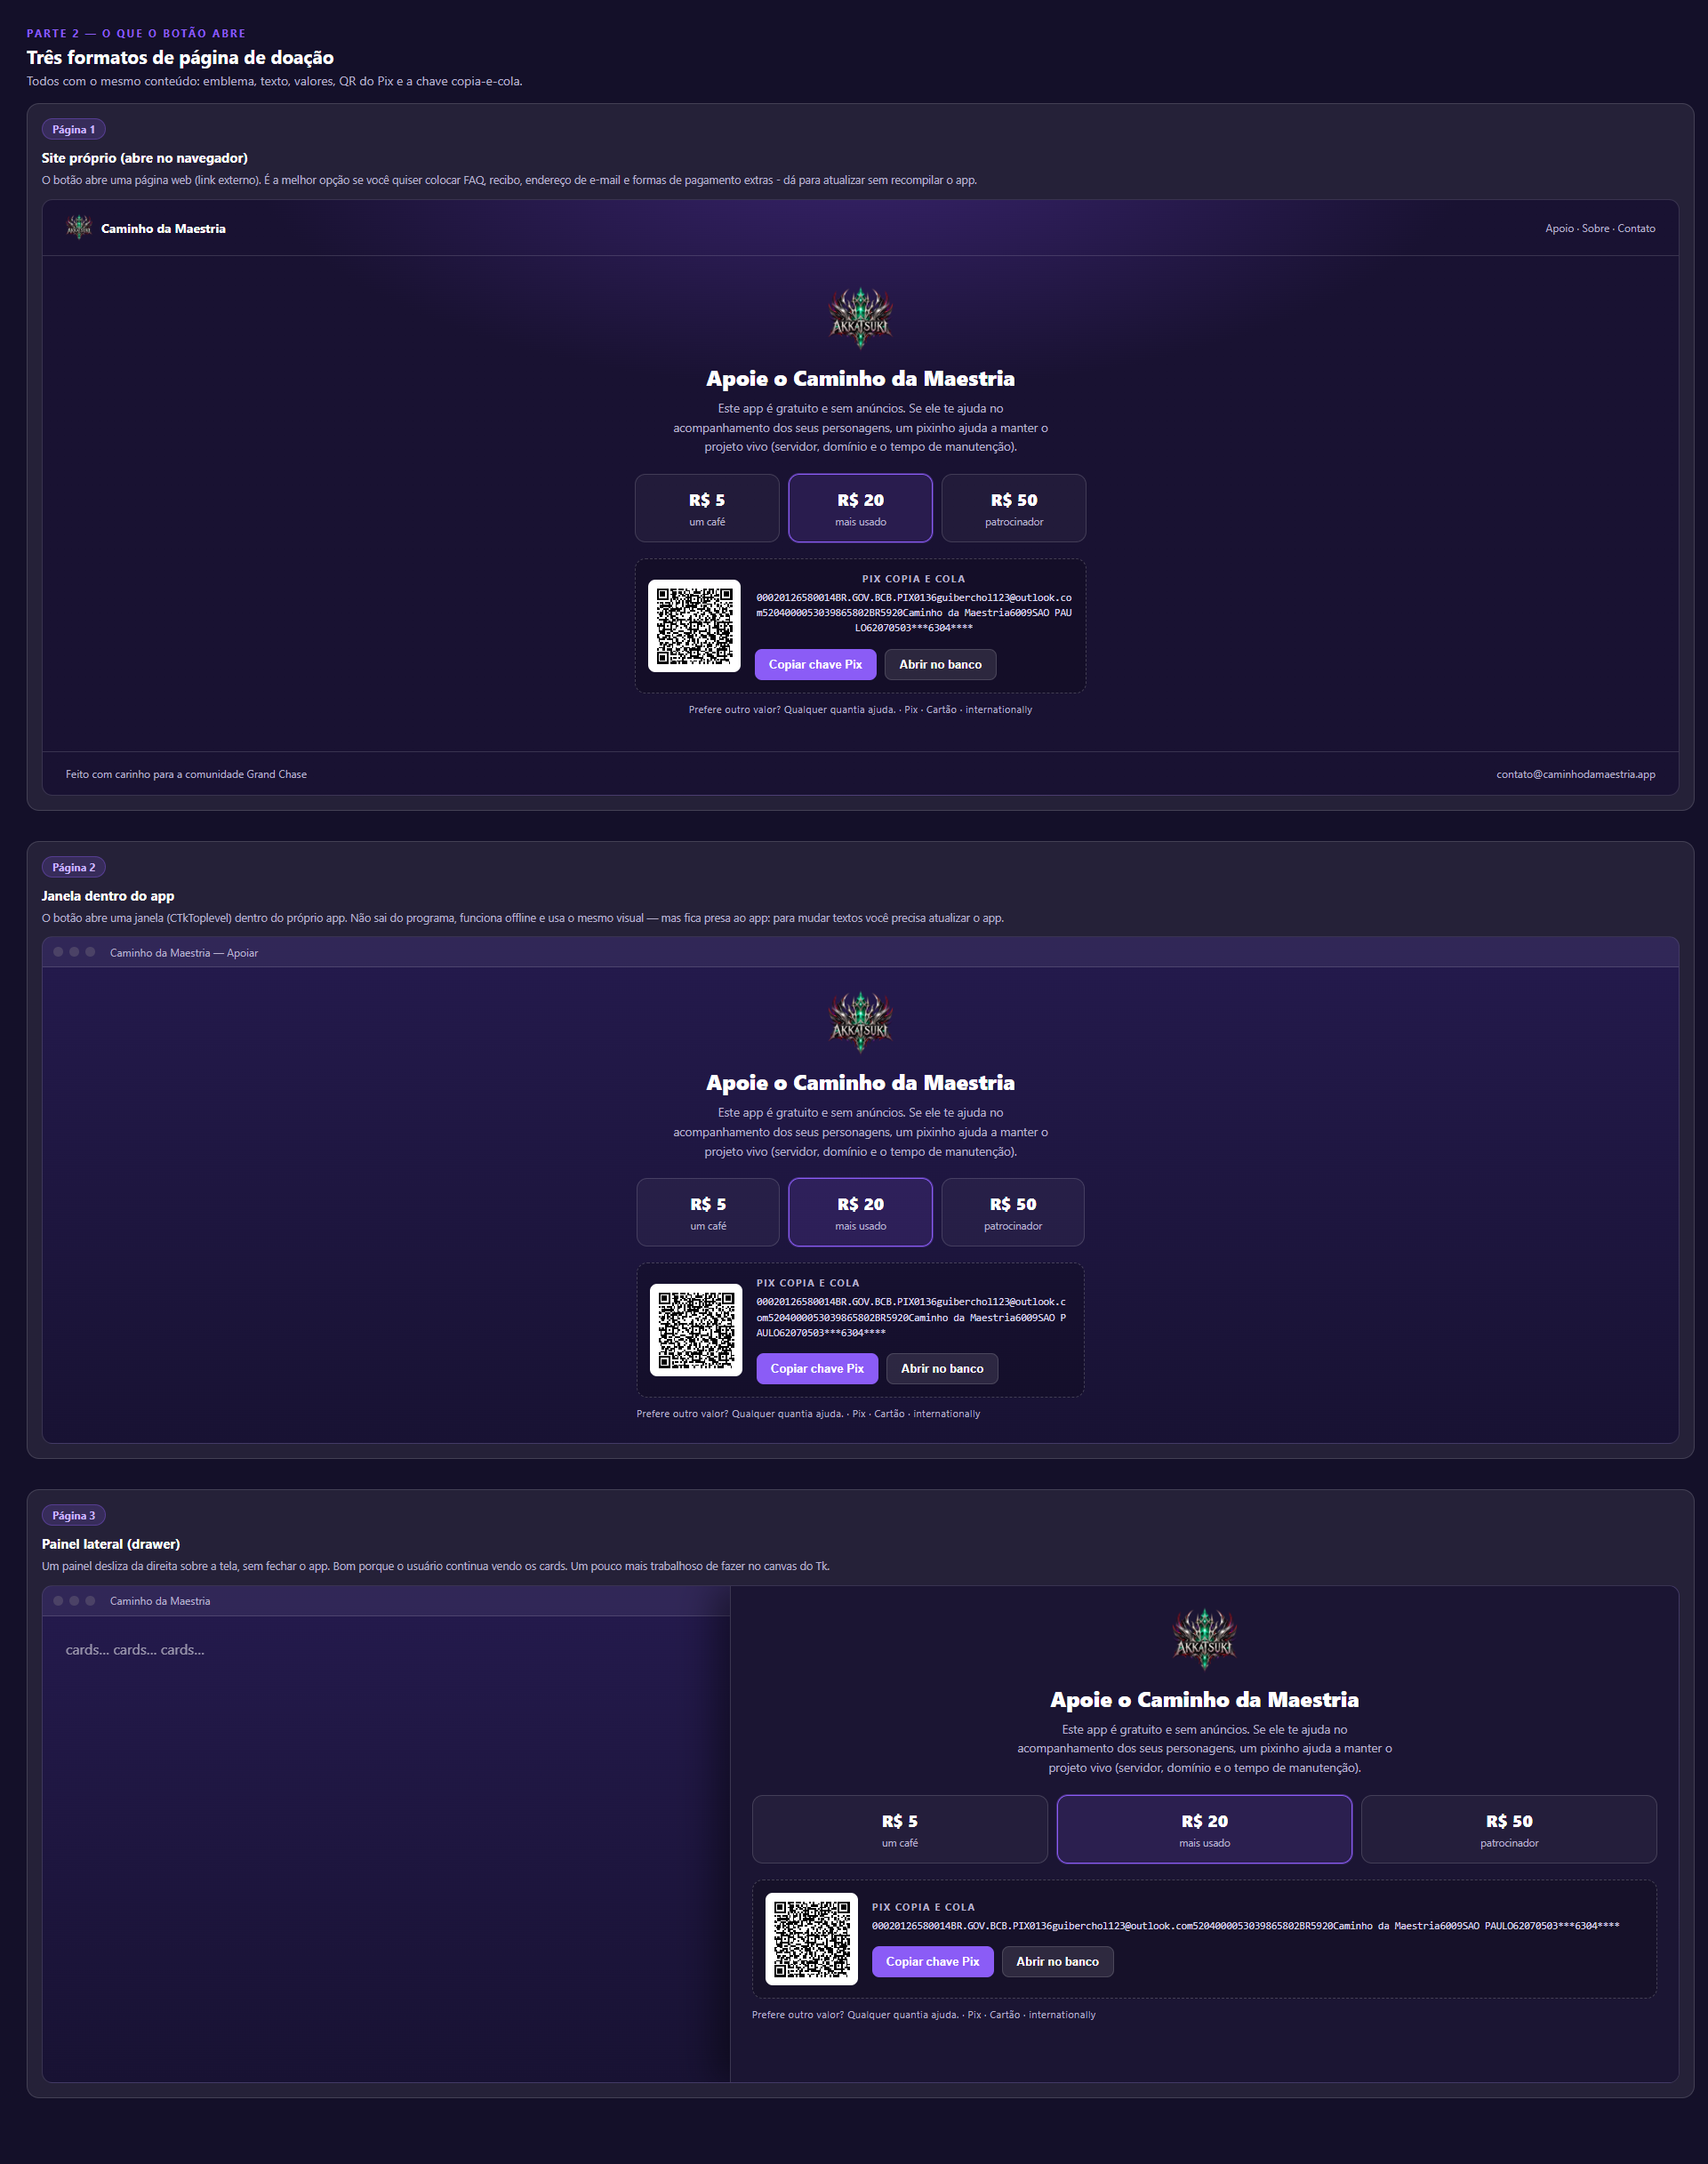 PARTE 2 — O QUE O BOTÃO ABRE
Três formatos de página de doação
Todos com o mesmo conteúdo: emblema, texto, valores, QR do Pix e a chave copia-e-cola.
Página 1
Site próprio (abre no navegador)
O botão abre uma página web (link externo). É a melhor opção se você quiser colocar FAQ, recibo, endereço de e-mail e formas de pagamento extras - dá para atualizar sem recompilar o app.
AKKATSUKI
Caminho da Maestria
Apoio · Sobre · Contato
AKKATSUKI
Apoie o Caminho da Maestria
Este app é gratuito e sem anúncios. Se ele te ajuda no
acompanhamento dos seus personagens, um pixinho ajuda a manter o
projeto vivo (servidor, domínio e o tempo de manutenção).
R$ 5
um café
R$ 20
mais usado
R$ 50
patrocinador
PIX COPIA E COLA
00020126580014BR.GOV.BCB.PIX0136guiberchol123@outlook.co
m5204000053039865802BR5920Caminho da Maestria6009SAO PAU
LO62070503***6304****
Copiar chave Pix
Abrir no banco
Prefere outro valor? Qualquer quantia ajuda. · Pix · Cartão · internationally
Feito com carinho para a comunidade Grand Chase
contato@caminhodamaestria.app
Página 2
Janela dentro do app
O botão abre uma janela (CTkToplevel) dentro do próprio app. Não sai do programa, funciona offline e usa o mesmo visual — mas fica presa ao app: para mudar textos você precisa atualizar o app.
Caminho da Maestria — Apoiar
AKKATSUKI
Apoie o Caminho da Maestria
Este app é gratuito e sem anúncios. Se ele te ajuda no
acompanhamento dos seus personagens, um pixinho ajuda a manter o
projeto vivo (servidor, domínio e o tempo de manutenção).
R$ 5
um café
R$ 20
mais usado
R$ 50
patrocinador
PIX COPIA E COLA
00020126580014BR.GOV.BCB.PIX0136guiberchol123@outlook.c
om5204000053039865802BR5920Caminho da Maestria6009SAO P
AULO62070503***6304****
Copiar chave Pix
Abrir no banco
Prefere outro valor? Qualquer quantia ajuda. · Pix · Cartão · internationally
Página 3
Painel lateral (drawer)
Um painel desliza da direita sobre a tela, sem fechar o app. Bom porque o usuário continua vendo os cards. Um pouco mais trabalhoso de fazer no canvas do Tk.
Caminho da Maestria
cards... cards... cards...
AKKATSUKI
Apoie o Caminho da Maestria
Este app é gratuito e sem anúncios. Se ele te ajuda no
acompanhamento dos seus personagens, um pixinho ajuda a manter o
projeto vivo (servidor, domínio e o tempo de manutenção).
R$ 5
um café
R$ 20
mais usado
R$ 50
patrocinador
PIX COPIA E COLA
00020126580014BR.GOV.BCB.PIX0136guiberchol123@outlook.com5204000053039865802BR5920Caminho da Maestria6009SAO PAULO62070503***6304****
Copiar chave Pix
Abrir no banco
Prefere outro valor? Qualquer quantia ajuda. · Pix · Cartão · internationally